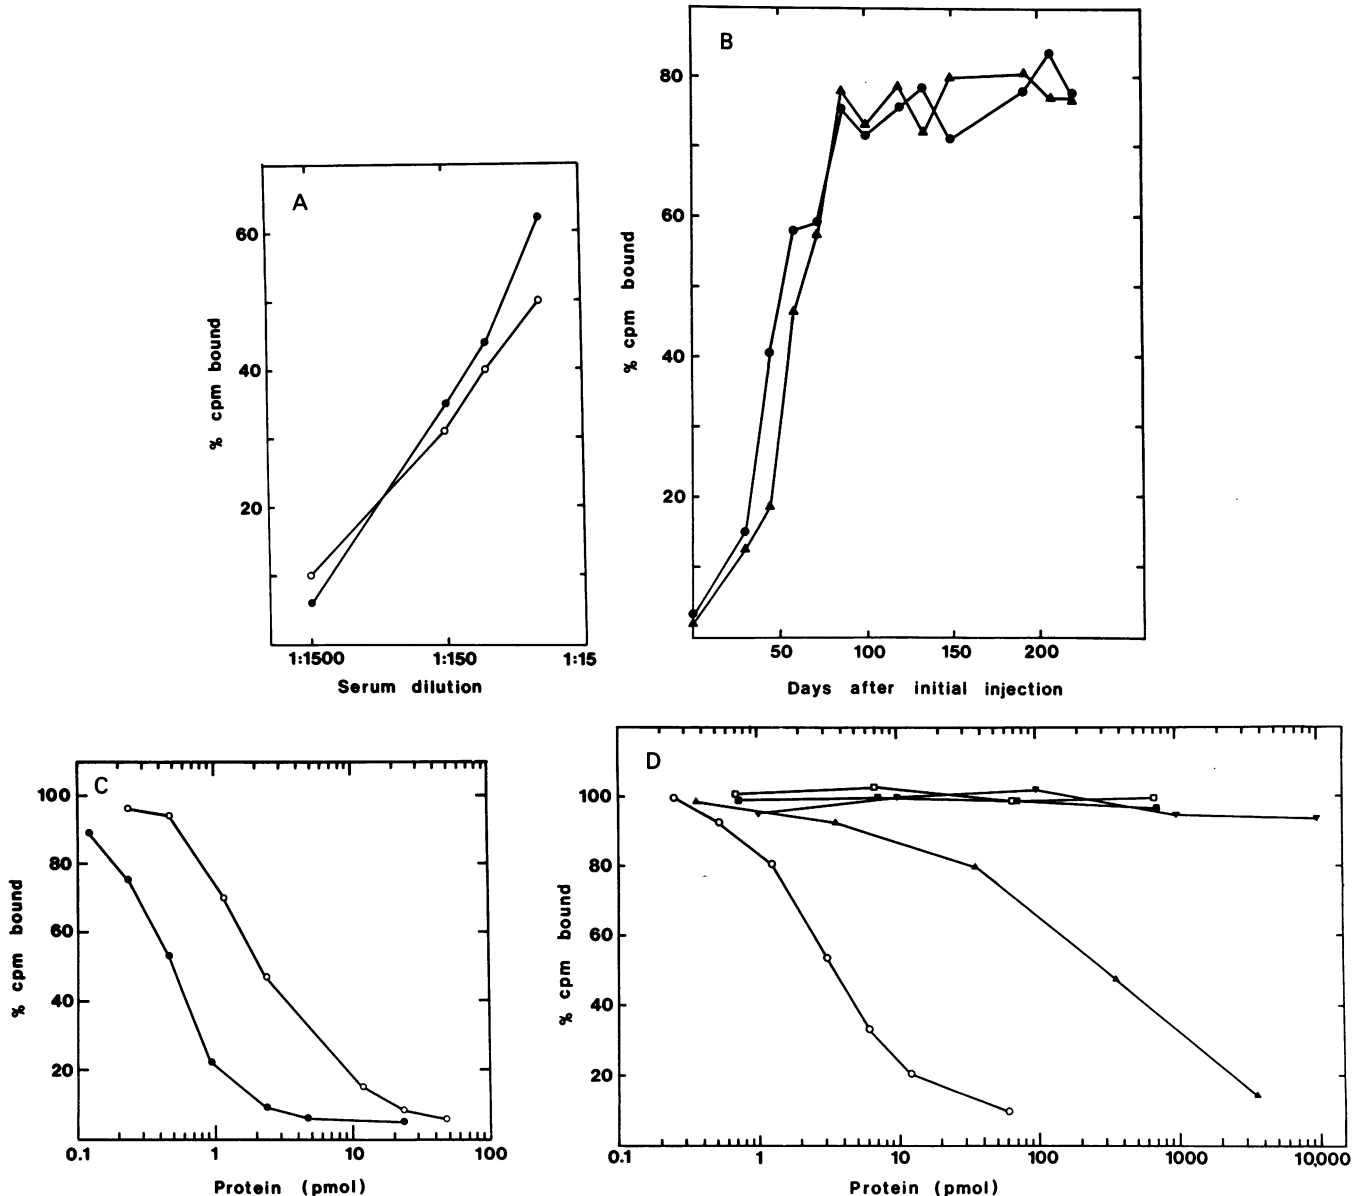 A
60
40
20
% cpm bound
1:1500 1:150 1:15
Serum dilution
B
80
60
40
20
% cpm bound
50 100 150 200
Days after initial injection
C
100
80
60
40
20
% cpm bound
0.1 1 10 100
Protein (pmol)
D
100
80
60
40
20
% cpm bound
0.1 1 10 100 1000 10,000
Protein (pmol)